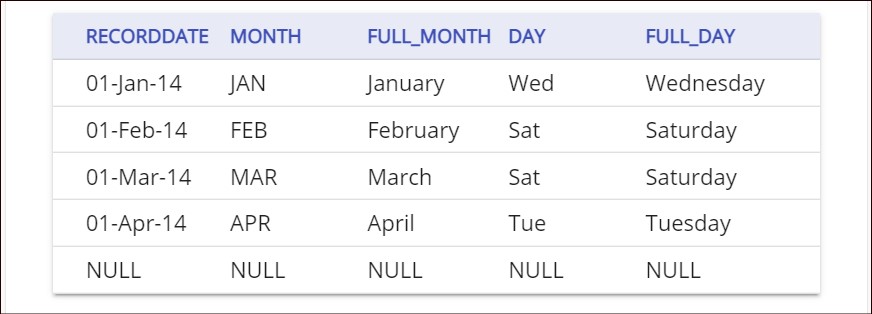 RECORDDATE MONTH FULL_MONTH DAY FULL_DAY
01-Jan-14 JAN January Wed Wednesday
01-Feb-14 FEB February Sat Saturday
01-Mar-14 MAR March Sat Saturday
01-Apr-14 APR April Tue Tuesday
NULL NULL NULL NULL NULL